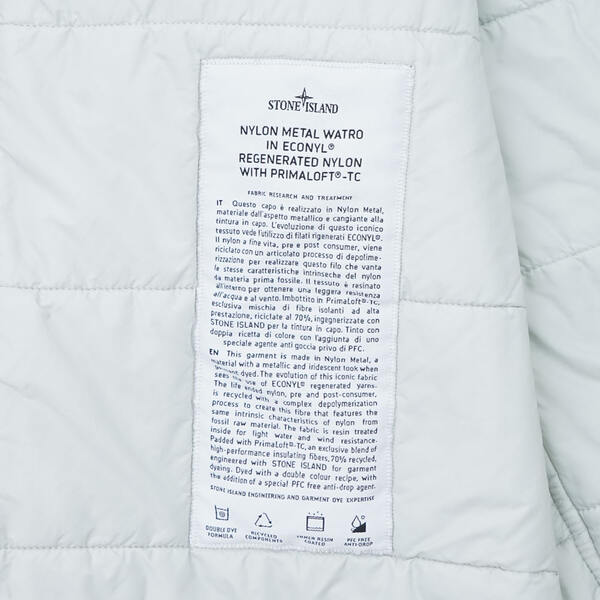 STONE ISLAND
NYLON METAL WATRO
IN ECONYL®
REGENERATED NYLON
WITH PRIMALOFT®-TC
FABRIC RESEARCH AND TREATMENT
IT Questo capo è realizzato in Nylon Metal,
materiale dall'aspetto metallico e cangiante alla
tintura in capo. L'evoluzione di questo iconico
tessuto vede l'utilizzo di filati rigenerati ECONYL®.
Il nylon a fine vita, pre e post consumer, viene
riciclato con un articolato processo di depolime-
rizzazione per realizzare questo filo che vanta
le stesse caratteristiche intrinseche del nylon
da materia prima fossile. Il tessuto è resinato
all'interno per ottenere una leggera resistenza
all'acqua e al vento. Imbottito in PrimaLoft®-TC,
esclusiva mischia di fibre isolanti ad alta
prestazione, riciclate al 70%, ingegnerizzate con
STONE ISLAND per la tintura in capo. Tinto con
doppia ricetta di colore con l'aggiunta di uno
speciale agente anti goccia privo di PFC.
EN This garment is made in Nylon Metal, a
material with a metallic and iridescent look when
garment dyed. The evolution of this iconic fabric
sees the use of ECONYL® regenerated yarns.
The life ended nylon, pre and post-consumer,
is recycled with a complex depolymerization
process to create this fibre that features the
same intrinsic characteristics of nylon from
fossil raw material. The fabric is resin treated
inside for light water and wind resistance.
Padded with PrimaLoft®-TC, an exclusive blend of
high-performance insulating fibers, 70% recycled,
engineered with STONE ISLAND for garment
dyeing. Dyed with a double colour recipe, with
the addition of a special PFC free anti-drop agent.
STONE ISLAND ENGINEERING AND GARMENT DYE EXPERTISE
DOUBLE DYE FORMULA
RECYCLED COMPONENTS
INNER RESIN COATED
PFC FREE ANTI-DROP